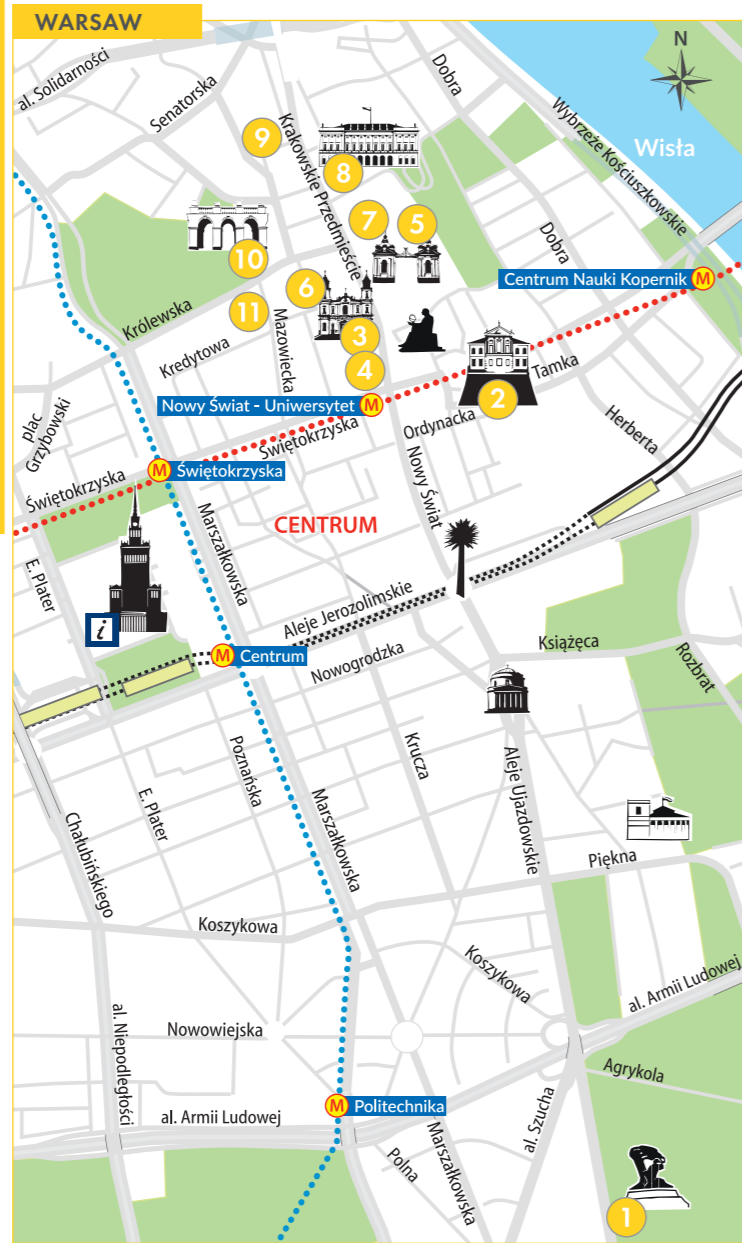 WARSAW
N
al. Solidarności
Senatorska
Dobra
Wybrzeże Kościuszkowskie
Wisła
9
Krakowskie Przedmieście
8
7
5
Dobra
10
Centrum Nauki Kopernik
M
6
11
Królewska
Mazowiecka
3
Kredytowa
4
Tamka
2
Nowy Świat - Uniwersytet
M
Ordynacka
Herberta
plac
Grzybowski
Świętokrzyska
Nowy Świat
M
Świętokrzyska
Świętokrzyska
CENTRUM
Marszałkowska
E. Plater
i
Aleje Jerozolimskie
M
Centrum
Nowogrodzka
Książęca
Rozbrat
Poznańska
Krucza
E. Plater
Aleje Ujazdowskie
Marszałkowska
Chałubińskiego
Piękna
Koszykowa
Koszykowa
al. Armii Ludowej
Nowowiejska
al. Niepodległości
Agrykola
M
Politechnika
al. Armii Ludowej
al. Szucha
Polna
Marszałkowska
1